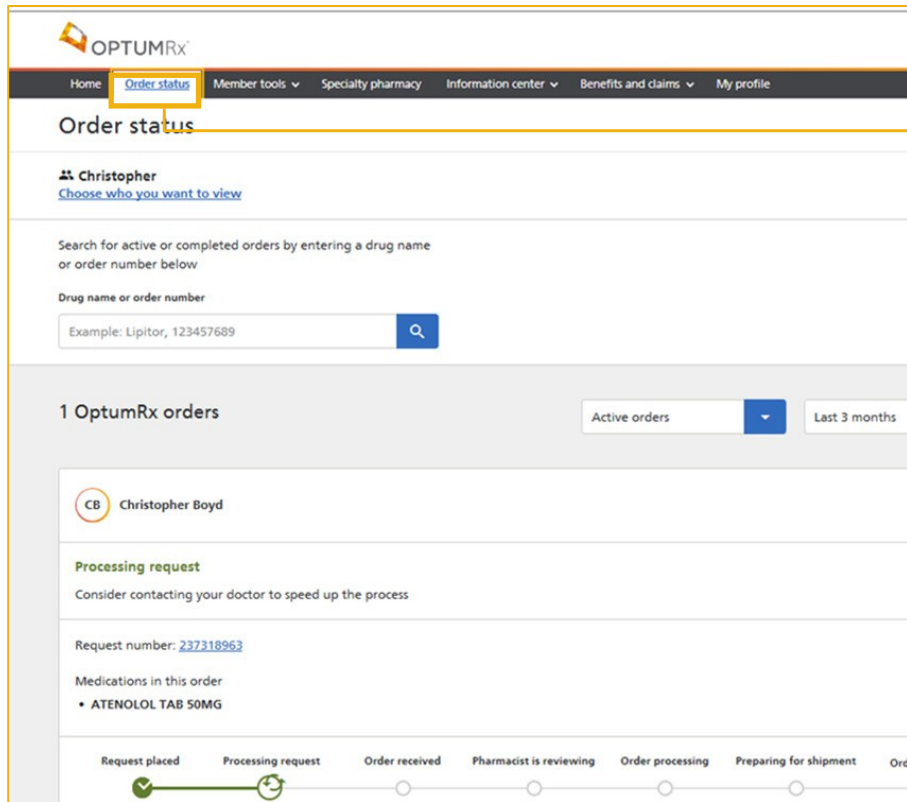 OPTUMRx
Home Order status Member tools Specialty pharmacy Information center Benefits and claims My profile
Order status
Christopher
Choose who you want to view
Search for active or completed orders by entering a drug name
or order number below
Drug name or order number
Example: Lipitor, 123457689
1 OptumRx orders
Active orders
Last 3 months
CB Christopher Boyd
Processing request
Consider contacting your doctor to speed up the process
Request number: 237318963
Medications in this order
• ATENOLOL TAB 50MG
Request placed Processing request Order received Pharmacist is reviewing Order processing Preparing for shipment Ord